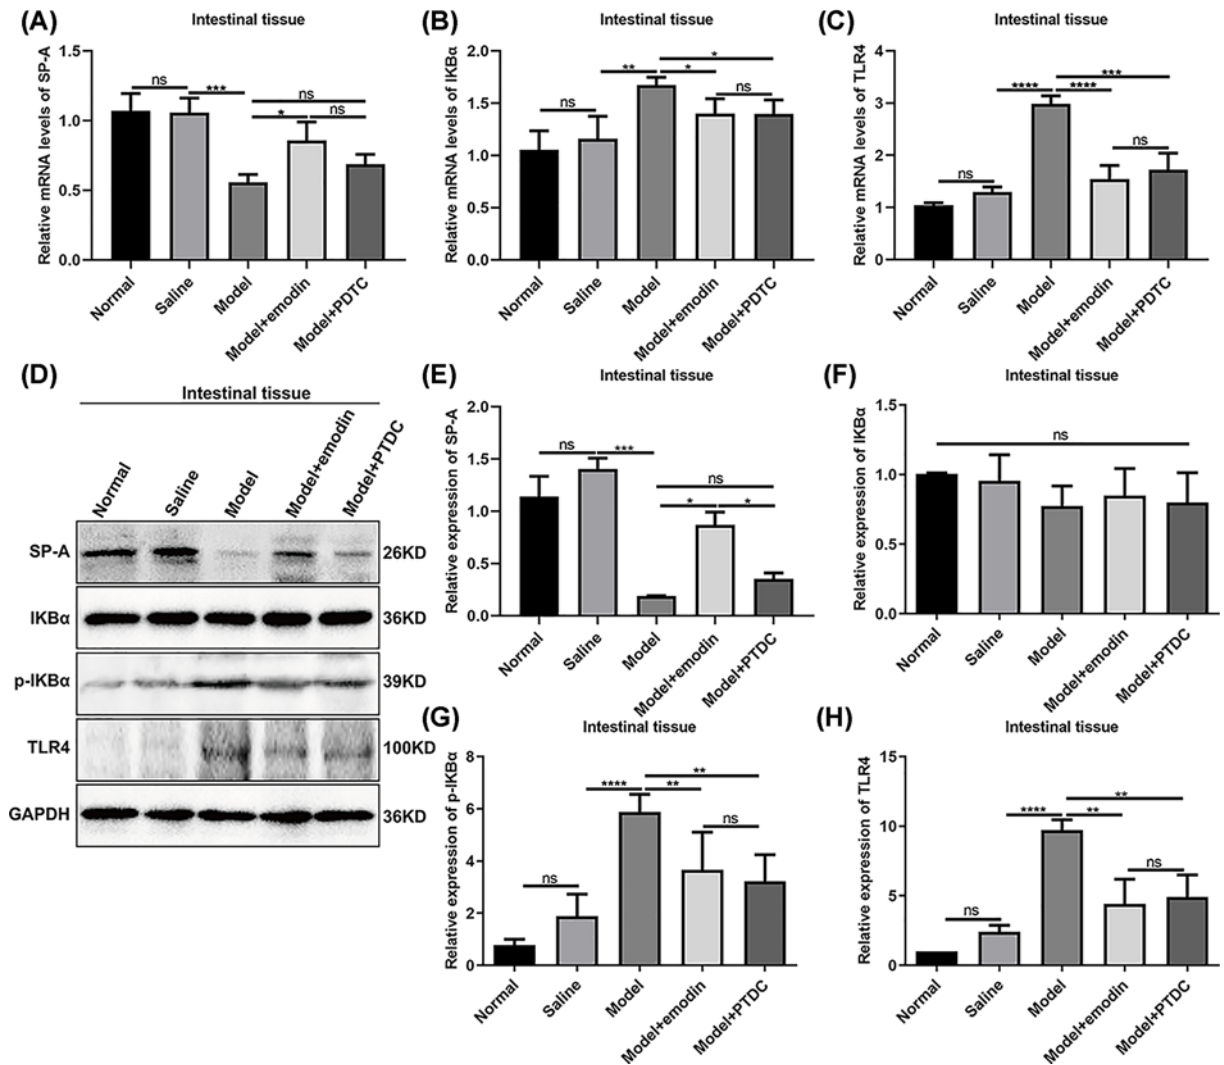 (A)
Intestinal tissue
Relative mRNA levels of SP-A
1.5
1.0
0.5
0.0
ns
***
ns
*
ns
Normal
Saline
Model
Model+emodin
Model+PDTC
(B)
Intestinal tissue
Relative mRNA levels of IKBα
2.0
1.5
1.0
0.5
0.0
ns
**
*
*
ns
Normal
Saline
Model
Model+emodin
Model+PDTC
(C)
Intestinal tissue
Relative mRNA levels of TLR4
4
3
2
1
0
ns
****
***
****
ns
Normal
Saline
Model
Model+emodin
Model+PDTC
(D)
Intestinal tissue
Normal
Saline
Model
Model+emodin
Model+PTDC
SP-A 26KD
IKBα 36KD
p-IKBα 39KD
TLR4 100KD
GAPDH 36KD
(E)
Intestinal tissue
Relative expression of SP-A
2.0
1.5
1.0
0.5
0.0
ns
***
ns
*
*
Normal
Saline
Model
Model+emodin
Model+PTDC
(F)
Intestinal tissue
Relative expression of IKBα
1.5
1.0
0.5
0.0
ns
Normal
Saline
Model
Model+emodin
Model+PTDC
(G)
Intestinal tissue
Relative expression of p-IKBα
8
6
4
2
0
ns
****
**
**
ns
Normal
Saline
Model
Model+emodin
Model+PTDC
(H)
Intestinal tissue
Relative expression of TLR4
15
10
5
0
ns
****
**
**
ns
Normal
Saline
Model
Model+emodin
Model+PTDC